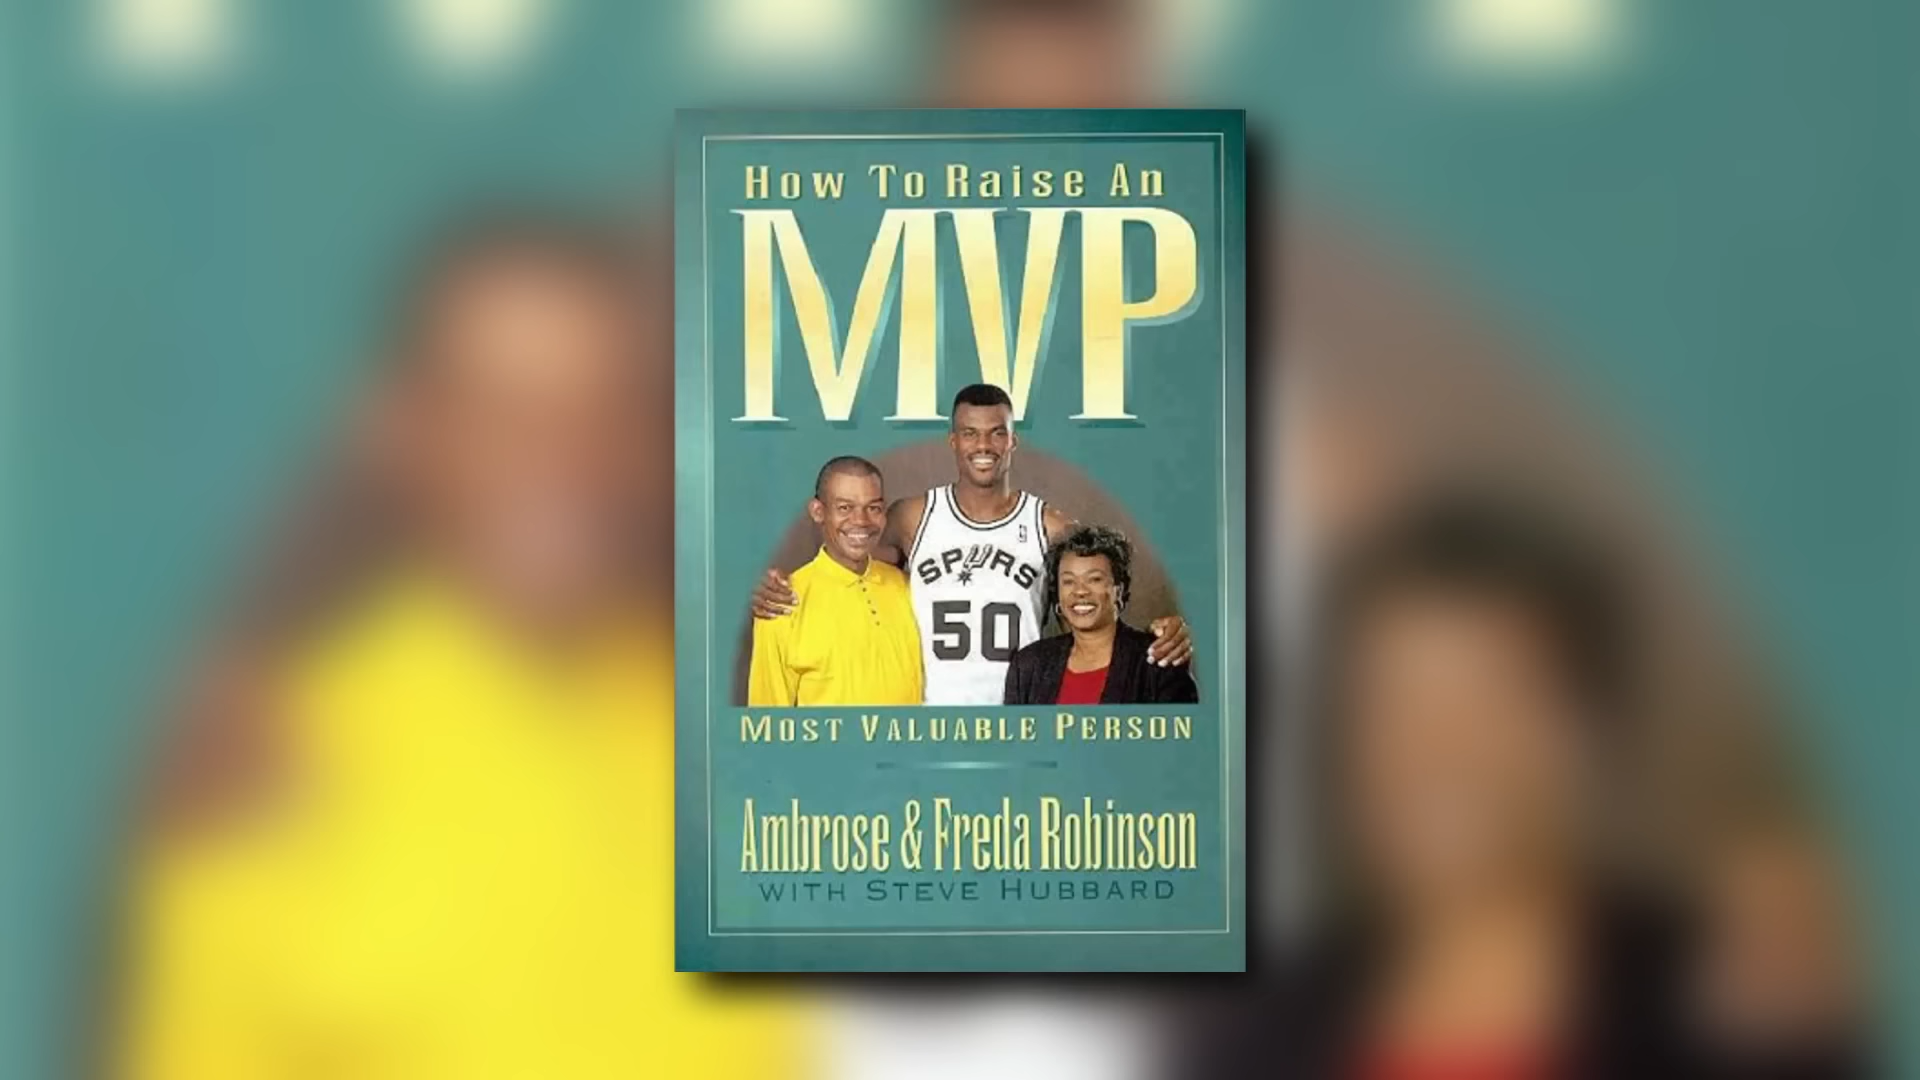 How To Raise An
MVP
SPURS
50
Most Valuable Person
Ambrose & Freda Robinson
with Steve Hubbard